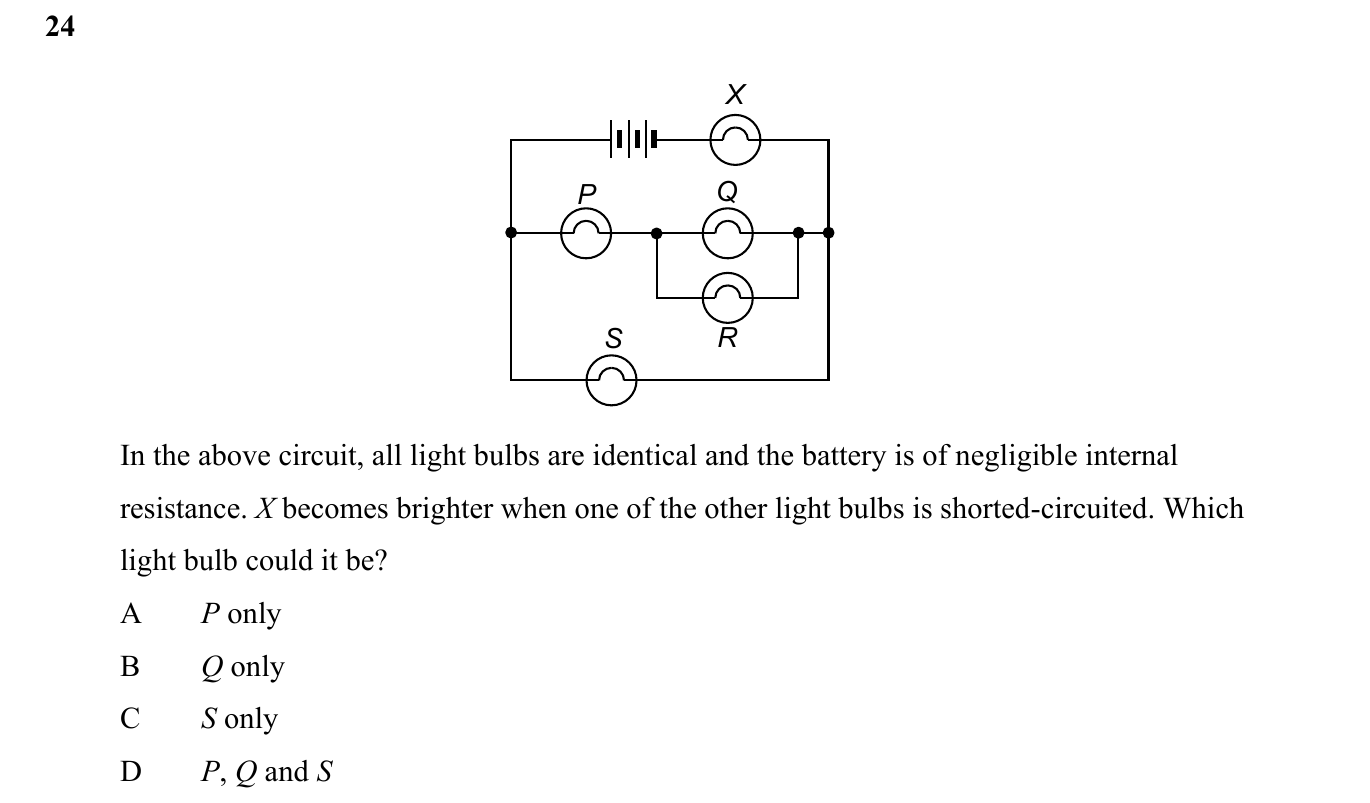 24
X
P
Q
S
R
In the above circuit, all light bulbs are identical and the battery is of negligible internal
resistance. X becomes brighter when one of the other light bulbs is shorted-circuited. Which
light bulb could it be?
A P only
B Q only
C S only
D P, Q and S